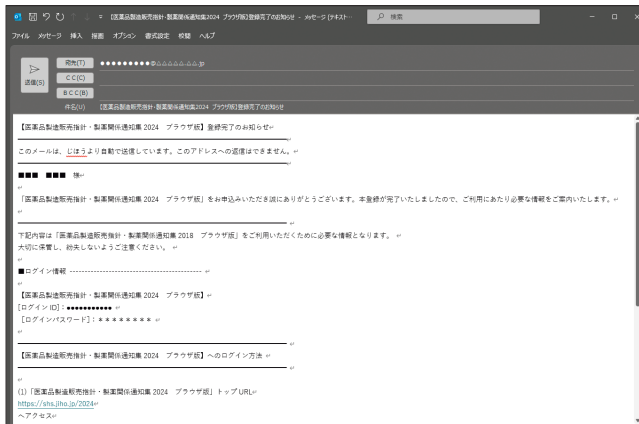 【医薬品製造販売指針・製薬関係通知集2024 ブラウザ版】登録完了のお知らせ - メッセージ (テキスト…
検索
ファイル メッセージ 挿入 描画 オプション 書式設定 校閲 ヘルプ
送信(S)
宛先(T) ●●●●●●●●●@△△△△△.△△.jp
CC(C)
BCC(B)
件名(U) 【医薬品製造販売指針・製薬関係通知集2024 ブラウザ版】登録完了のお知らせ
【医薬品製造販売指針・製薬関係通知集 2024 ブラウザ版】登録完了のお知らせ
このメールは、じほうより自動で送信しています。このアドレスへの返信はできません。
■■■ ■■■ 様
「医薬品製造販売指針・製薬関係通知集 2024 ブラウザ版」をお申込みいただき誠にありがとうございます。本登録が完了いたしましたので、ご利用にあたり必要な情報をご案内いたします。
下記内容は「医薬品製造販売指針・製薬関係通知集 2018 ブラウザ版」をご利用いただくために必要な情報となります。
大切に保管し、紛失しないようご注意ください。
■ログイン情報 --------------------------------------------
【医薬品製造販売指針・製薬関係通知集 2024 ブラウザ版】
[ログイン ID]：●●●●●●●●●●●
［ログインパスワード］：＊＊＊＊＊＊＊＊
【医薬品製造販売指針・製薬関係通知集 2024 ブラウザ版】へのログイン方法
(1)「医薬品製造販売指針・製薬関係通知集 2024 ブラウザ版」トップ URL
https://shs.jiho.jp/2024
へアクセス